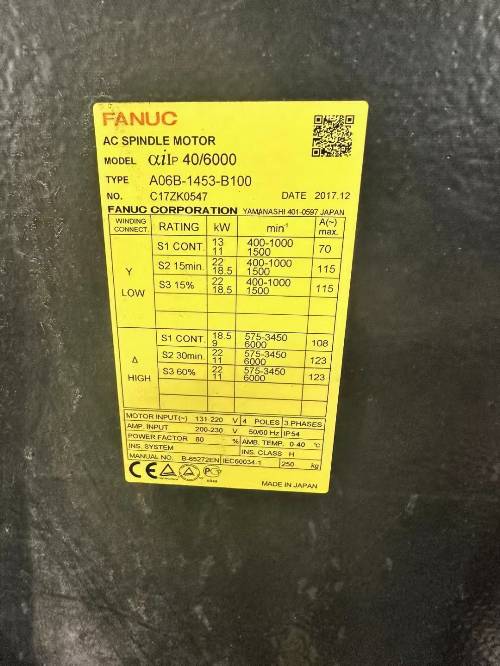 FANUC
AC SPINDLE MOTOR
MODEL αiIP 40/6000
TYPE A06B-1453-B100
NO. C17ZK0547 DATE 2017.12
FANUC CORPORATION YAMANASHI 401-0597 JAPAN
WINDING CONNECT. RATING kW min⁻¹ A(~) max.
Y LOW
S1 CONT. 13 11 400-1000 1500 70
S2 15min. 22 18.5 400-1000 1500 115
S3 15% 22 18.5 400-1000 1500 115
Δ HIGH
S1 CONT. 18.5 9 575-3450 6000 108
S2 30min. 22 11 575-3450 6000 123
S3 60% 22 11 575-3450 6000 123
MOTOR INPUT(~) 131-220 V 4 POLES 3 PHASES
AMP. INPUT 200-230 V 50/60 Hz IP54
POWER FACTOR 80 % AMB. TEMP. 0-40 ℃
INS. SYSTEM INS. CLASS H
MANUAL NO. B-65272EN IEC60034-1 250 kg
CE
MADE IN JAPAN